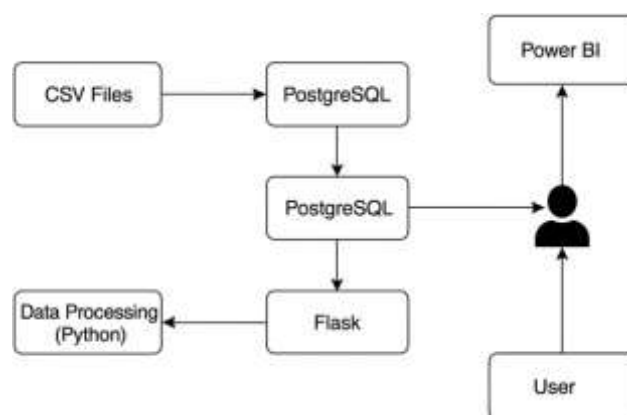 Power BI
CSV Files
PostgreSQL
PostgreSQL
Data Processing
(Python)
Flask
User